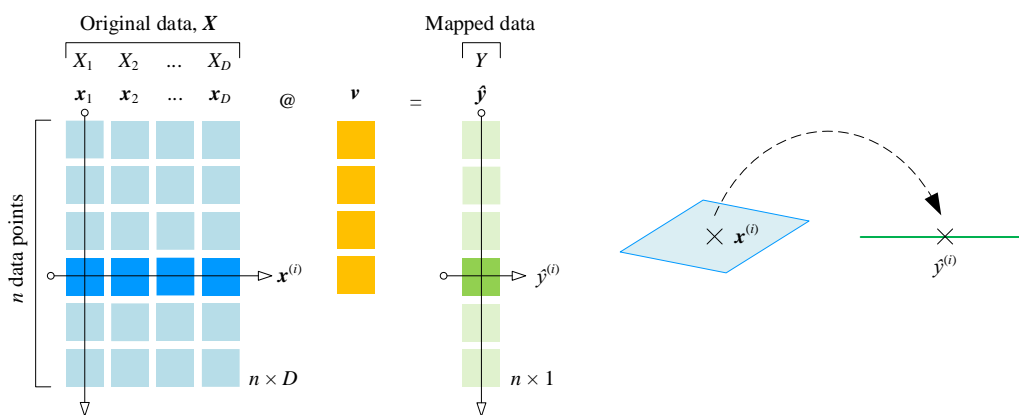 Original data, X Mapped data
X1 X2 ... XD Y
x1 x2 ... xD @ v = ŷ
n data points
x(i) ŷ(i)
x(i)
ŷ(i)
n × D n × 1